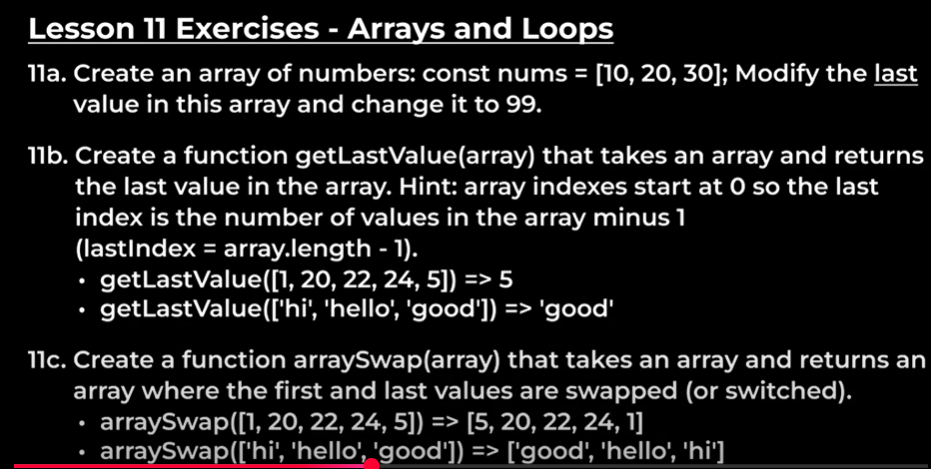 Lesson 11 Exercises - Arrays and Loops
11a. Create an array of numbers: const nums = [10, 20, 30]; Modify the last
value in this array and change it to 99.
11b. Create a function getLastValue(array) that takes an array and returns
the last value in the array. Hint: array indexes start at 0 so the last
index is the number of values in the array minus 1
(lastIndex = array.length - 1).
• getLastValue([1, 20, 22, 24, 5]) => 5
• getLastValue(['hi', 'hello', 'good']) => 'good'
11c. Create a function arraySwap(array) that takes an array and returns an
array where the first and last values are swapped (or switched).
• arraySwap([1, 20, 22, 24, 5]) => [5, 20, 22, 24, 1]
• arraySwap(['hi', 'hello', 'good']) => ['good', 'hello', 'hi']